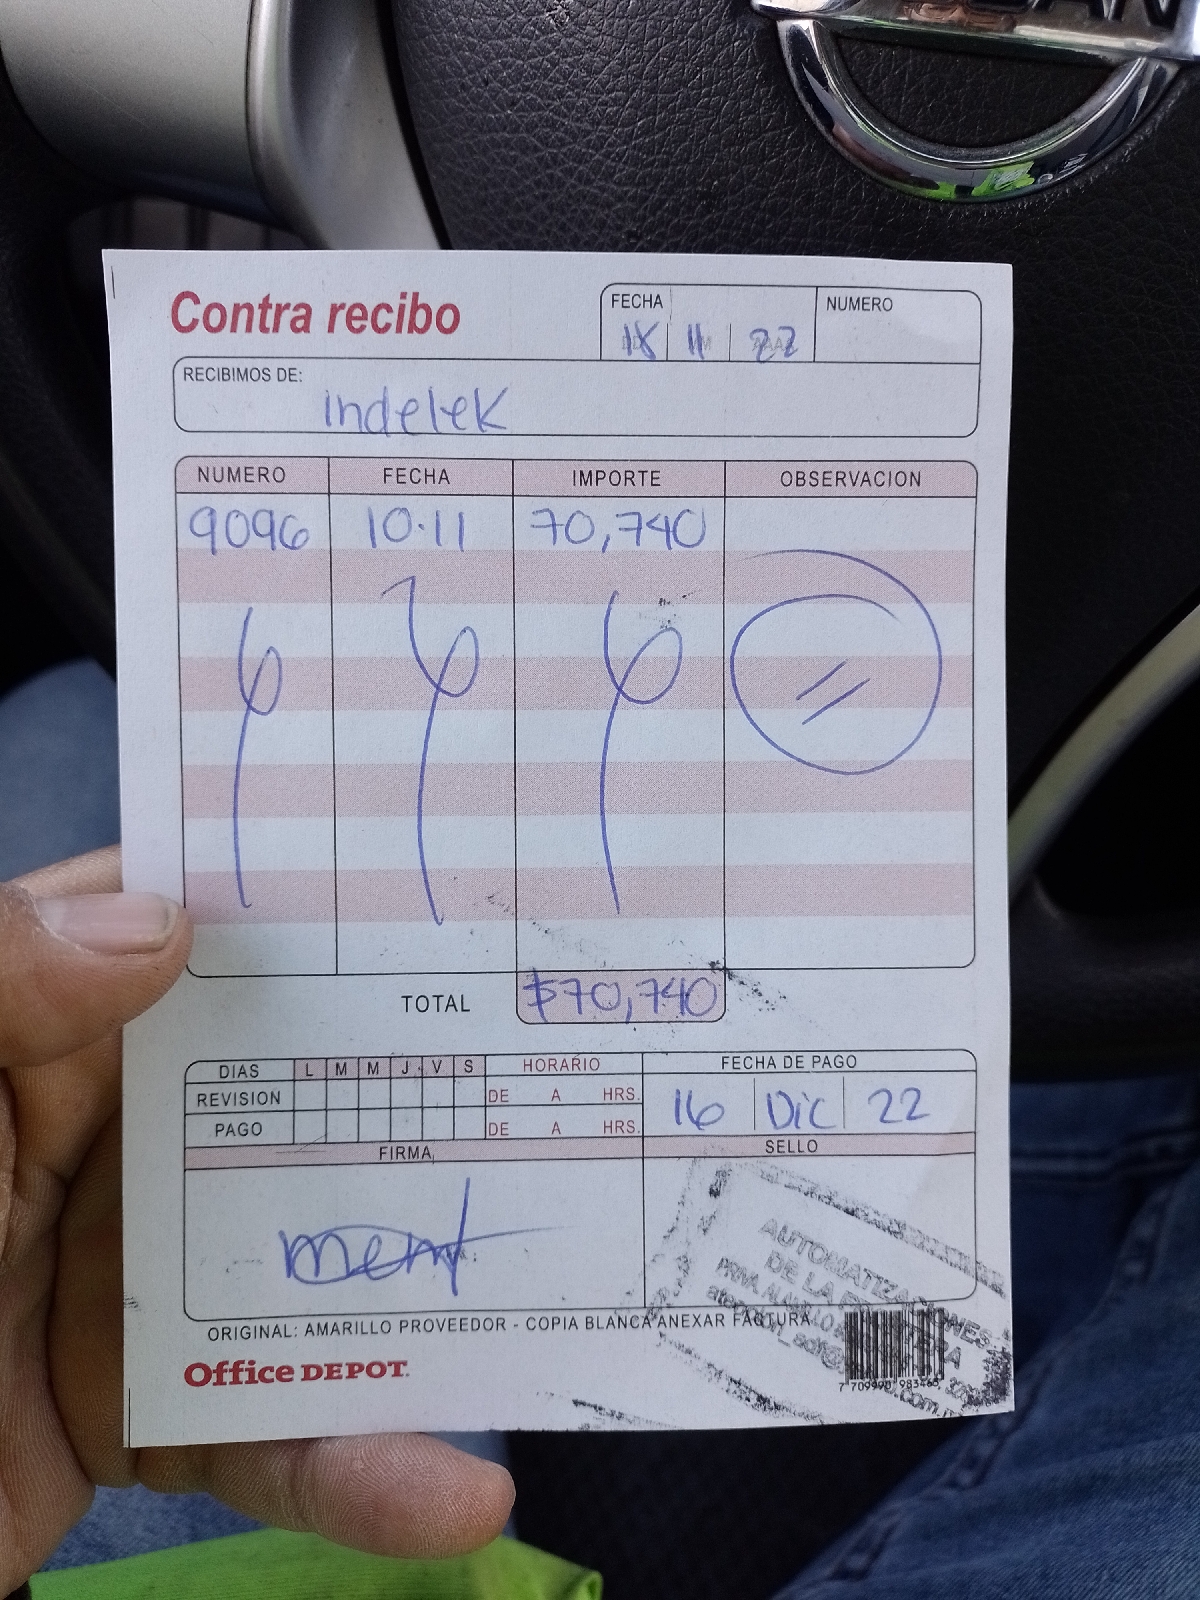 Contra recibo
FECHA
18 11 22
NUMERO
RECIBIMOS DE:
indelek
NUMERO FECHA IMPORTE OBSERVACION
9096 10·11 70,740
TOTAL $70,740
DIAS L M M J V S HORARIO
REVISION DE A HRS.
PAGO DE A HRS.
FECHA DE PAGO
16 Dic 22
FIRMA
SELLO
AUTOMATIZACIONES
DE LA
ORIGINAL: AMARILLO PROVEEDOR - COPIA BLANCA ANEXAR FACTURA
Office DEPOT